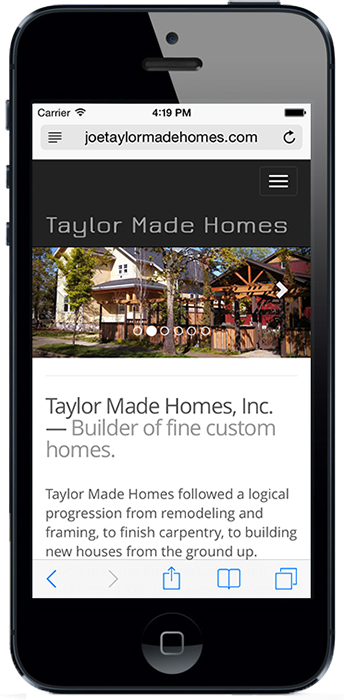 Carrier 4:19 PM
joetaylormadehomes.com
Taylor Made Homes
Taylor Made Homes, Inc.
— Builder of fine custom
homes.
Taylor Made Homes followed a logical
progression from remodeling and
framing, to finish carpentry, to building
new houses from the ground up.